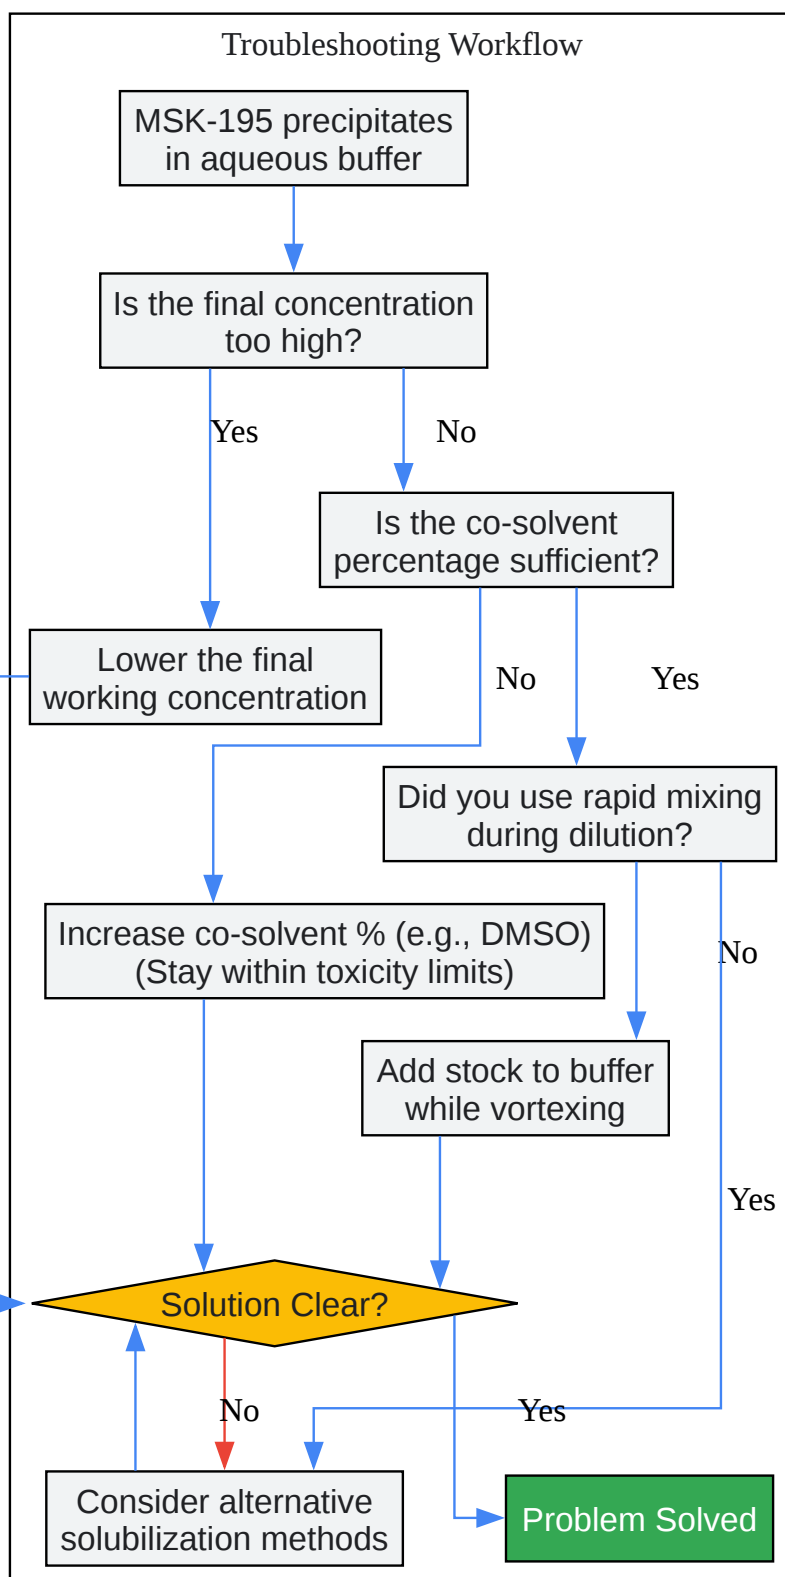 Troubleshooting Workflow
MSK-195 precipitates
in aqueous buffer
Is the final concentration
too high?
Yes
No
Is the co-solvent
percentage sufficient?
Lower the final
working concentration
No
Yes
Did you use rapid mixing
during dilution?
Increase co-solvent % (e.g., DMSO)
(Stay within toxicity limits)
No
Add stock to buffer
while vortexing
Yes
Solution Clear?
No
Yes
Consider alternative
solubilization methods
Problem Solved